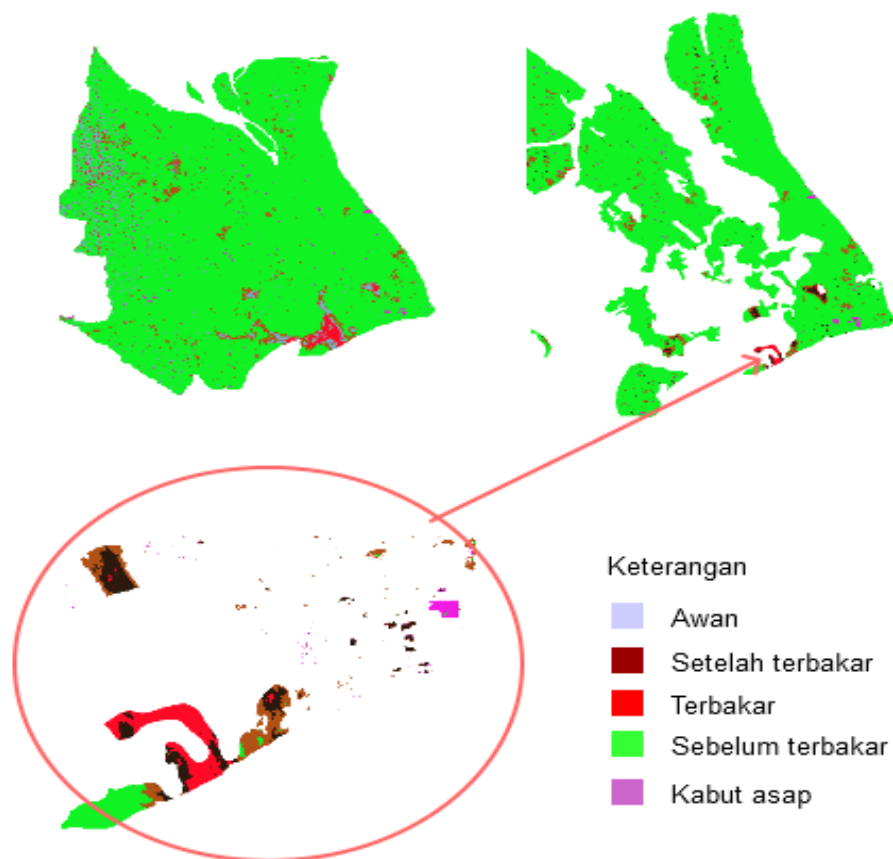 Keterangan
Awan
Setelah terbakar
Terbakar
Sebelum terbakar
Kabut asap